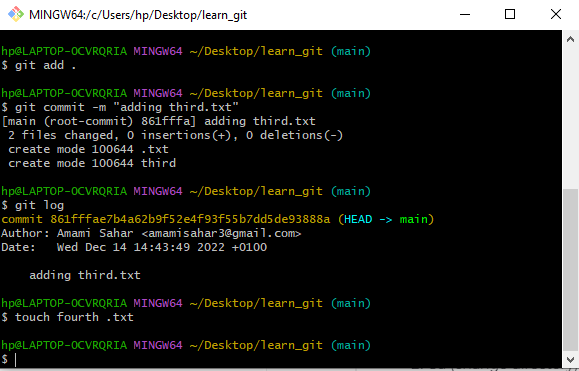 MINGW64:/c/Users/hp/Desktop/learn_git
hp@LAPTOP-OCVRQRIA MINGW64 ~/Desktop/learn_git (main)
$ git add .
hp@LAPTOP-OCVRQRIA MINGW64 ~/Desktop/learn_git (main)
$ git commit -m "adding third.txt"
[main (root-commit) 861fffa] adding third.txt
2 files changed, 0 insertions(+), 0 deletions(-)
create mode 100644 .txt
create mode 100644 third
hp@LAPTOP-OCVRQRIA MINGW64 ~/Desktop/learn_git (main)
$ git log
commit 861fffae7b4a62b9f52e4f93f55b7dd5de93888a (HEAD -> main)
Author: Amami Sahar <amamisahar3@gmail.com>
Date:   Wed Dec 14 14:43:49 2022 +0100
adding third.txt
hp@LAPTOP-OCVRQRIA MINGW64 ~/Desktop/learn_git (main)
$ touch fourth .txt
hp@LAPTOP-OCVRQRIA MINGW64 ~/Desktop/learn_git (main)
$